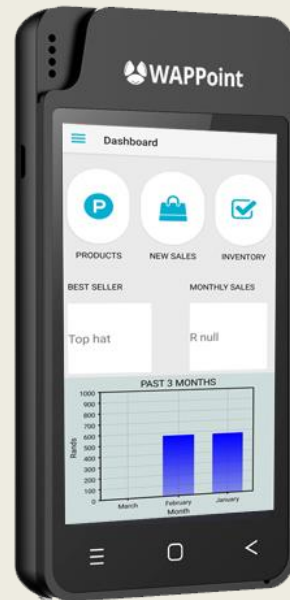 WAPPoint
Dashboard
P
PRODUCTS NEW SALES INVENTORY
BEST SELLER MONTHLY SALES
Top hat R null
PAST 3 MONTHS
1000
900
800
700
600
500
400
300
200
100
0
Rands
March February January
Month